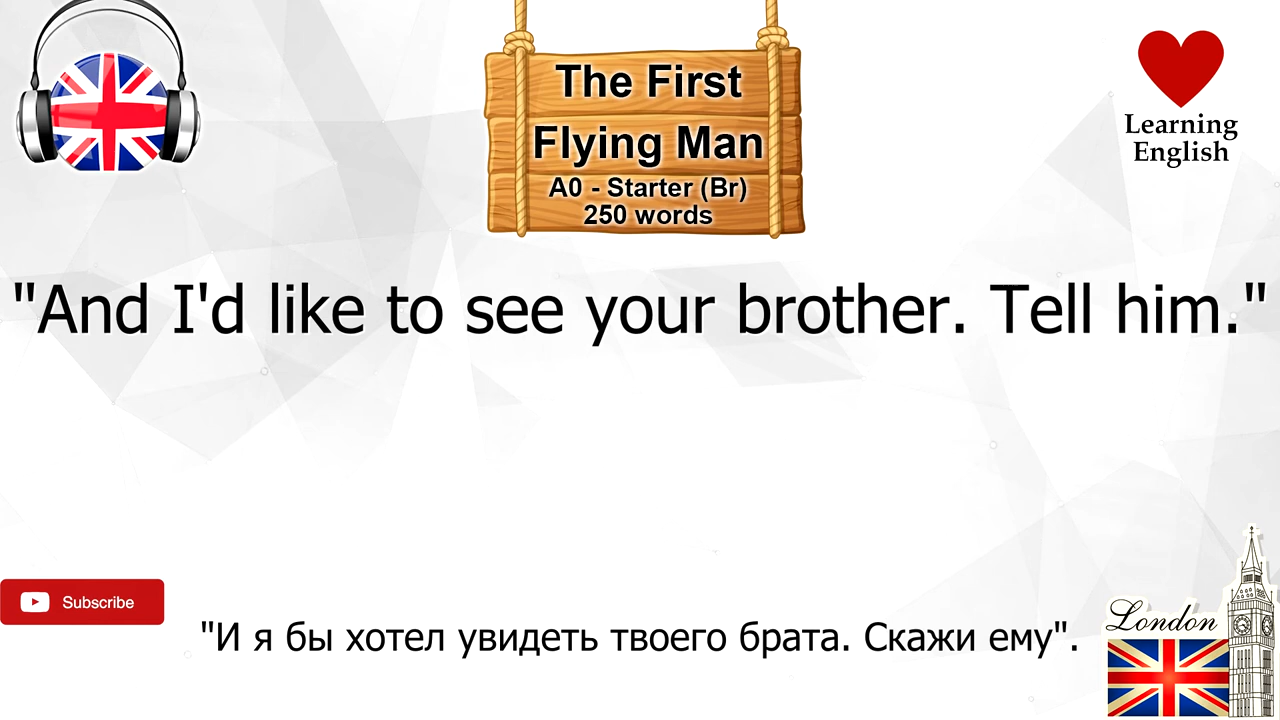 The First
Flying Man
A0 - Starter (Br)
250 words
Learning
English
"And I'd like to see your brother. Tell him."
Subscribe
"И я бы хотел увидеть твоего брата. Скажи ему".
London